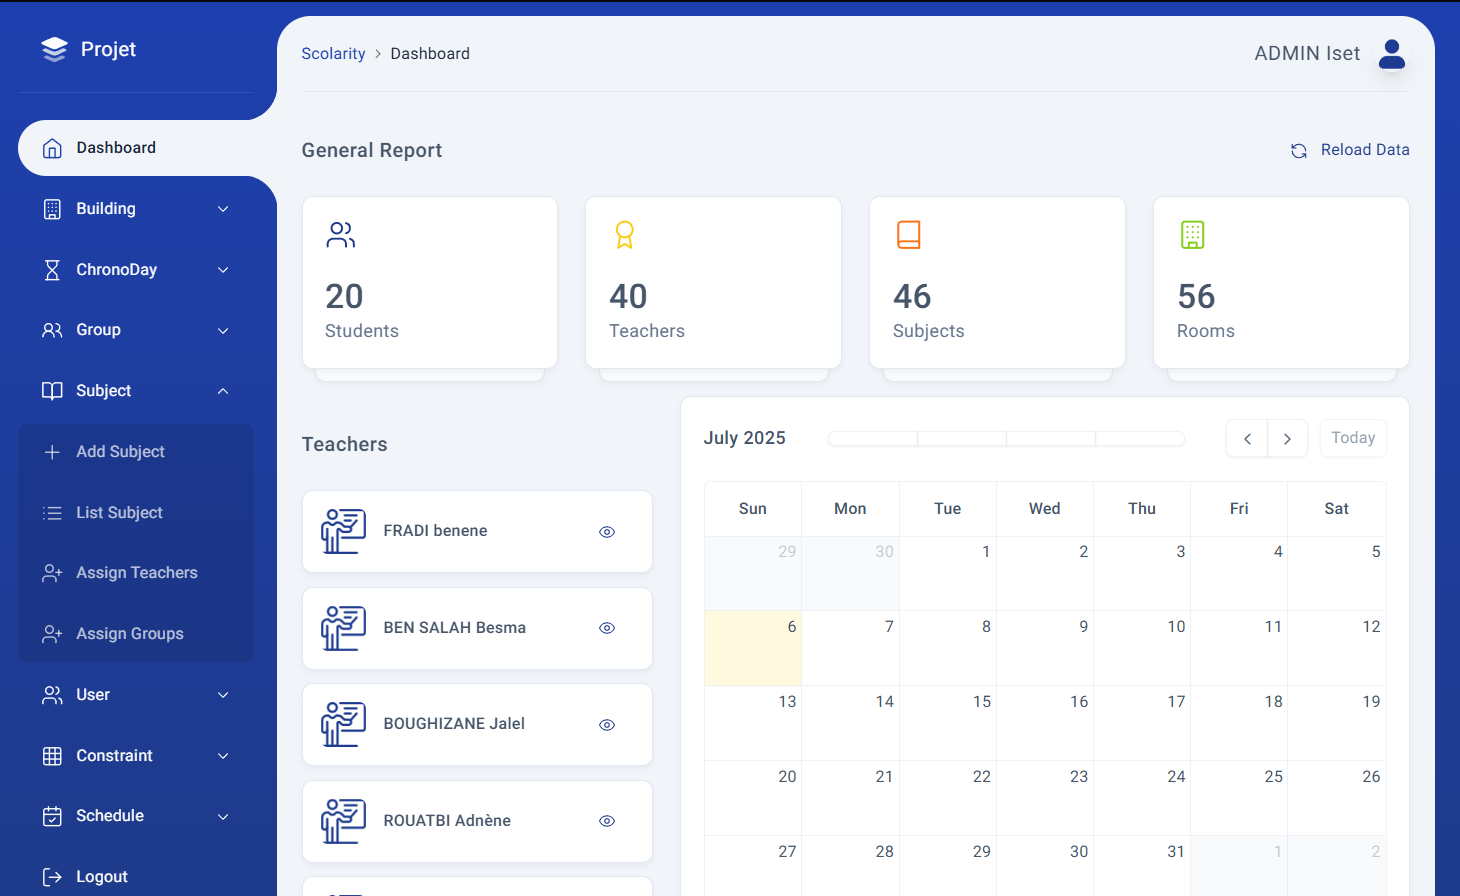 Projet
Scolarity > Dashboard
ADMIN Iset
Dashboard
Building
ChronoDay
Group
Subject
Add Subject
List Subject
Assign Teachers
Assign Groups
User
Constraint
Schedule
Logout
General Report
Reload Data
20
Students
40
Teachers
46
Subjects
56
Rooms
Teachers
FRADI benene
BEN SALAH Besma
BOUGHIZANE Jalel
ROUATBI Adnène
July 2025
Today
Sun Mon Tue Wed Thu Fri Sat
29 30 1 2 3 4 5
6 7 8 9 10 11 12
13 14 15 16 17 18 19
20 21 22 23 24 25 26
27 28 29 30 31 1 2